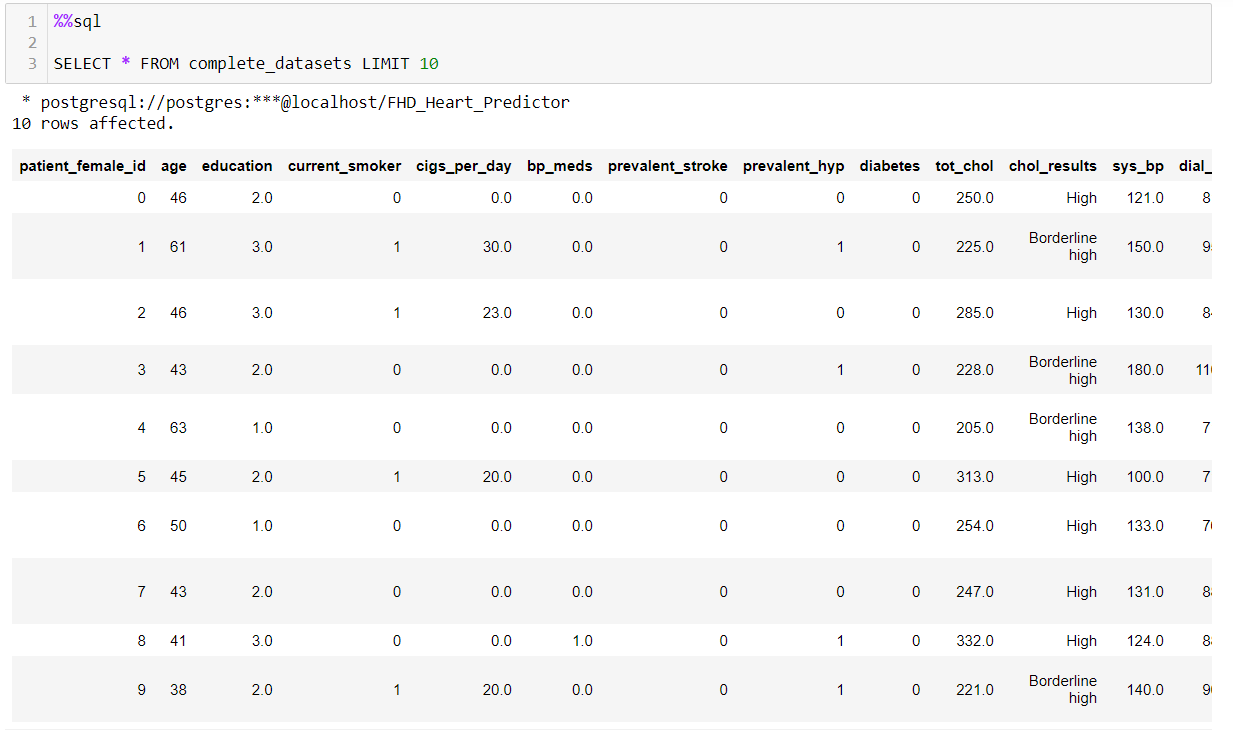 1 %%sql
2
3 SELECT * FROM complete_datasets LIMIT 10
* postgresql://postgres:***@localhost/FHD_Heart_Predictor
10 rows affected.
patient_female_id age education current_smoker cigs_per_day bp_meds prevalent_stroke prevalent_hyp diabetes tot_chol chol_results sys_bp dial_
0 46 2.0 0 0.0 0.0 0 0 0 250.0 High 121.0
1 61 3.0 1 30.0 0.0 0 1 0 225.0 Borderline high 150.0
2 46 3.0 1 23.0 0.0 0 0 0 285.0 High 130.0
3 43 2.0 0 0.0 0.0 0 1 0 228.0 Borderline high 180.0
4 63 1.0 0 0.0 0.0 0 0 0 205.0 Borderline high 138.0
5 45 2.0 1 20.0 0.0 0 0 0 313.0 High 100.0
6 50 1.0 0 0.0 0.0 0 0 0 254.0 High 133.0
7 43 2.0 0 0.0 0.0 0 0 0 247.0 High 131.0
8 41 3.0 0 0.0 1.0 0 1 0 332.0 High 124.0
9 38 2.0 1 20.0 0.0 0 1 0 221.0 Borderline high 140.0